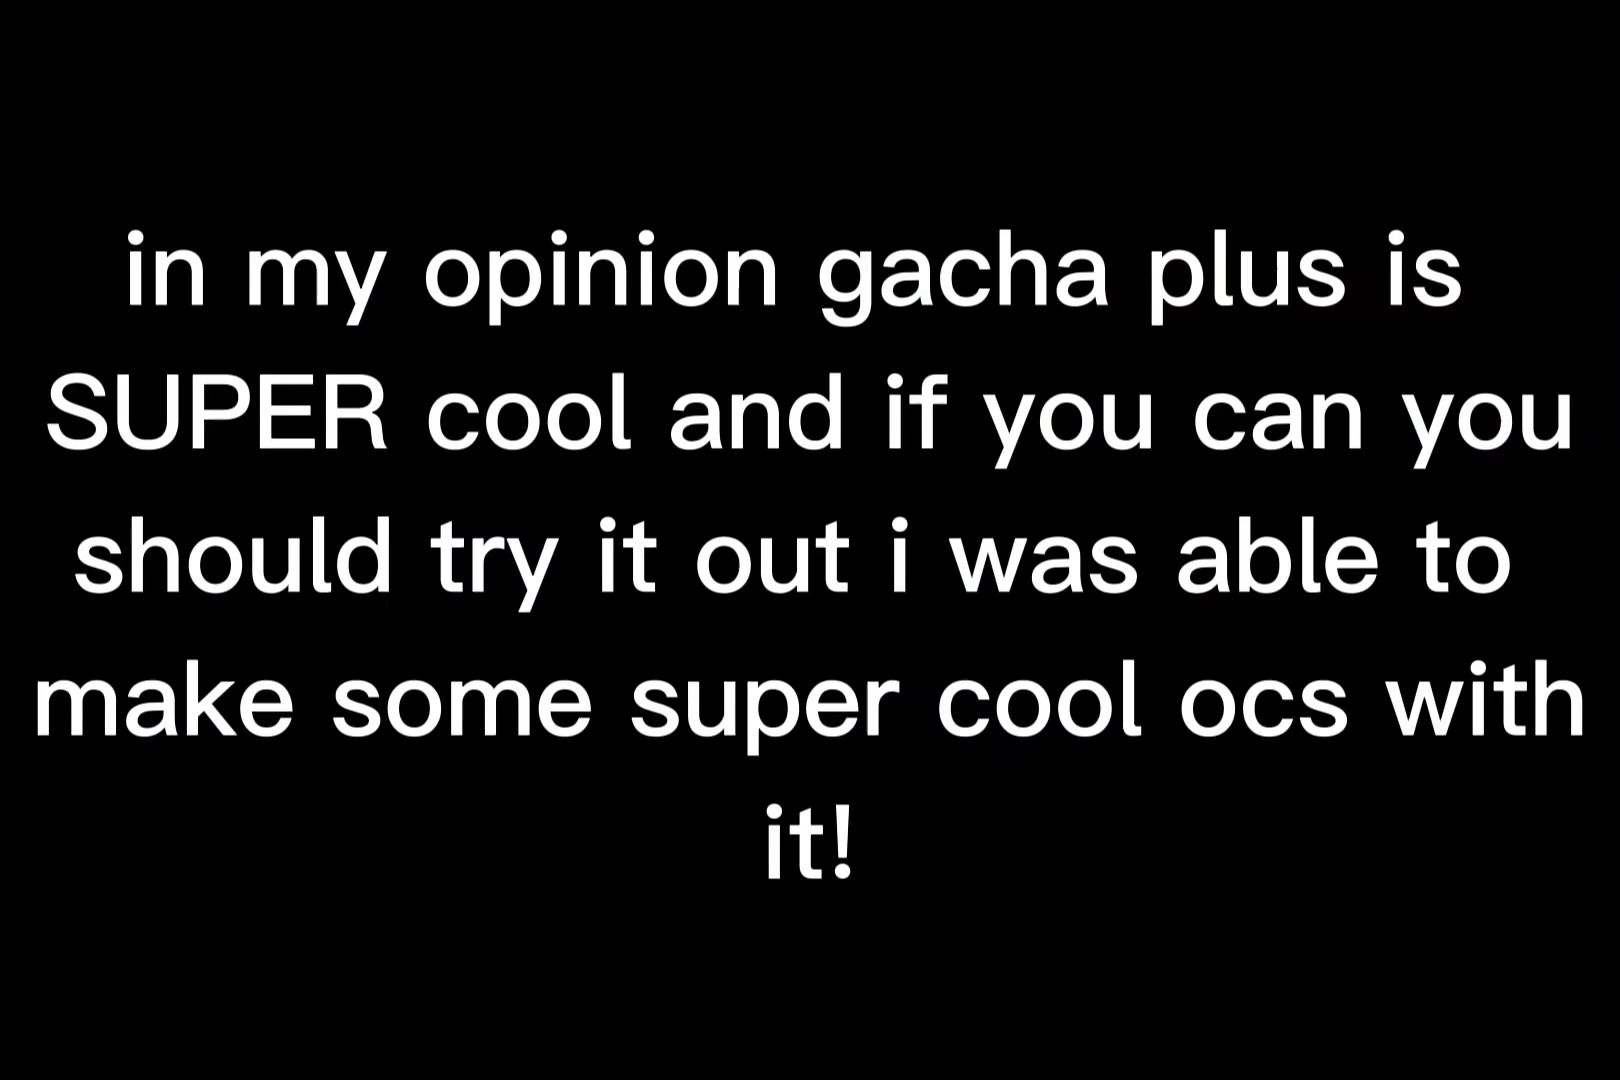 in my opinion gacha plus is
SUPER cool and if you can you
should try it out i was able to
make some super cool ocs with
it!